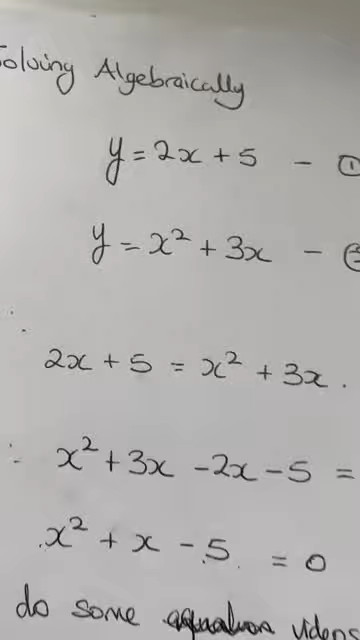 Solving Algebraically
y = 2x + 5 - ①
y = x² + 3x - ②
∴
2x + 5 = x² + 3x.
∴ x² + 3x - 2x - 5 =
x² + x - 5 = 0
do some videos